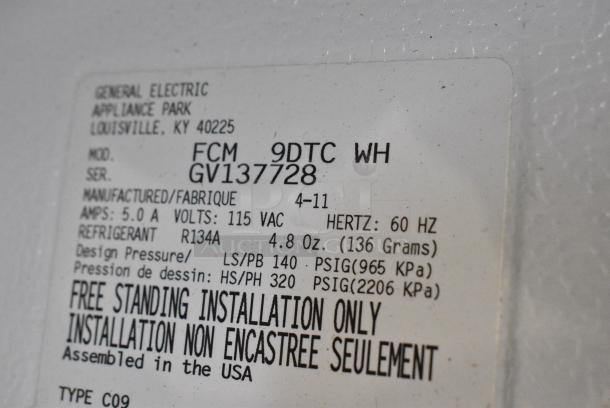 GENERAL ELECTRIC
APPLIANCE PARK
LOUISVILLE, KY 40225
MOD. FCM 9DTC WH
SER. GV137728
MANUFACTURED/FABRIQUE 4-11
AMPS: 5.0 A VOLTS: 115 VAC HERTZ: 60 HZ
REFRIGERANT R134A 4.8 Oz. (136 Grams)
Design Pressure/ LS/PB 140 PSIG(965 KPa)
Pression de dessin: HS/PH 320 PSIG(2206 KPa)
FREE STANDING INSTALLATION ONLY
INSTALLATION NON ENCASTREE SEULEMENT
Assembled in the USA
TYPE C09